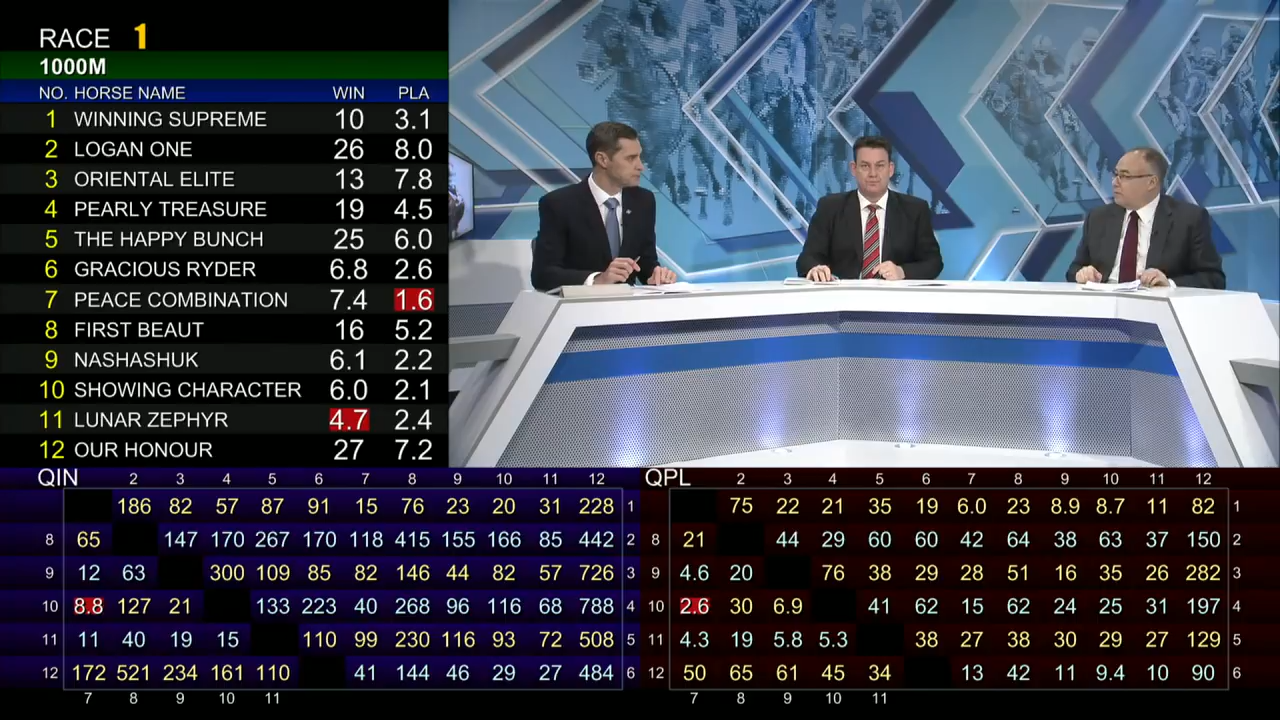 RACE 1
1000M
NO. HORSE NAME WIN PLA
1 WINNING SUPREME 10 3.1
2 LOGAN ONE 26 8.0
3 ORIENTAL ELITE 13 7.8
4 PEARLY TREASURE 19 4.5
5 THE HAPPY BUNCH 25 6.0
6 GRACIOUS RYDER 6.8 2.6
7 PEACE COMBINATION 7.4 1.6
8 FIRST BEAUT 16 5.2
9 NASHASHUK 6.1 2.2
10 SHOWING CHARACTER 6.0 2.1
11 LUNAR ZEPHYR 4.7 2.4
12 OUR HONOUR 27 7.2
QIN 2 3 4 5 6 7 8 9 10 11 12
186 82 57 87 91 15 76 23 20 31 228 1
8 65 147 170 267 170 118 415 155 166 85 442 2
9 12 63 300 109 85 82 146 44 82 57 726 3
10 8.8 127 21 133 223 40 268 96 116 68 788 4
11 11 40 19 15 110 99 230 116 93 72 508 5
12 172 521 234 161 110 41 144 46 29 27 484 6
7 8 9 10 11
QPL 2 3 4 5 6 7 8 9 10 11 12
75 22 21 35 19 6.0 23 8.9 8.7 11 82 1
8 21 44 29 60 60 42 64 38 63 37 150 2
9 4.6 20 76 38 29 28 51 16 35 26 282 3
10 2.6 30 6.9 41 62 15 62 24 25 31 197 4
11 4.3 19 5.8 5.3 38 27 38 30 29 27 129 5
12 50 65 61 45 34 13 42 11 9.4 10 90 6
7 8 9 10 11